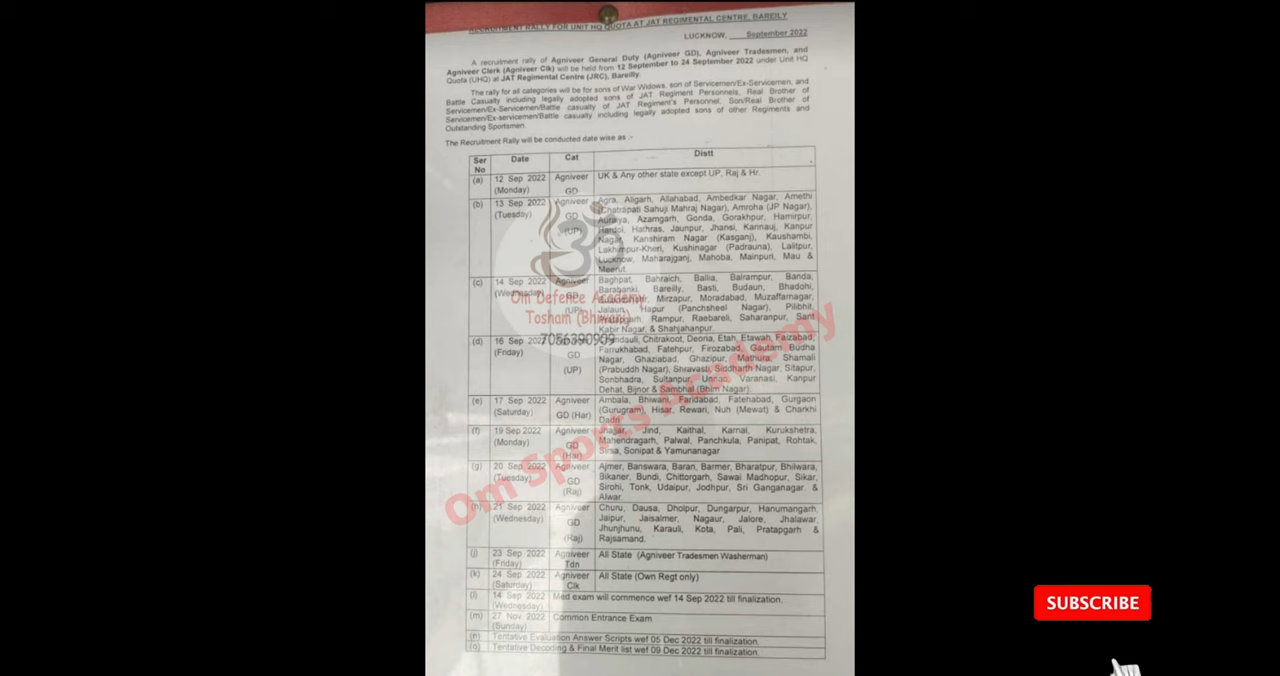 RECRUITMENT RALLY FOR UNIT HQ QUOTA AT JAT REGIMENTAL CENTRE, BAREILY
LUCKNOW, ____ September 2022
A recruitment rally of Agniveer General Duty (Agniveer GD), Agniveer Tradesmen, and
Agniveer Clerk (Agniveer Clk) will be held from 12 September to 24 September 2022 under Unit HQ
Quota (UHQ) at JAT Regimental Centre (JRC), Bareilly.
The rally for all categories will be for sons of War Widows, son of Servicemen/Ex-Servicemen, and
Battle Casualty including legally adopted sons of JAT Regiment Personnels, Real Brother of
Servicemen/Ex-Servicemen/Battle casualty of JAT Regiment's Personnel, Son/Real Brother of
Servicemen/Ex-servicemen/Battle casualty including legally adopted sons of other Regiments and
Outstanding Sportsmen.
The Recruitment Rally will be conducted date wise as :-
Ser No Date Cat Distt
(a) 12 Sep 2022 Agniveer UK & Any other state except UP, Raj & Hr.
(Monday) GD
(b) 13 Sep 2022 Agniveer Agra, Aligarh, Allahabad, Ambedkar Nagar, Amethi
(Tuesday) GD (Chatrapati Sahuji Mahraj Nagar), Amroha (JP Nagar),
(UP) Auraiya, Azamgarh, Gonda, Gorakhpur, Hamirpur,
Hardoi, Hathras, Jaunpur, Jhansi, Kannauj, Kanpur
Nagar, Kanshiram Nagar (Kasganj), Kaushambi,
Lakhimpur-Kheri, Kushinagar (Padrauna), Lalitpur,
Lucknow, Maharajganj, Mahoba, Mainpuri, Mau &
Meerut.
(c) 14 Sep 2022 Agniveer Baghpat, Bahraich, Ballia, Balrampur, Banda,
(Wednesday) GD Barabanki, Bareilly, Basti, Budaun, Bhadohi,
(UP) Bulandshehr, Mirzapur, Moradabad, Muzaffarnagar,
Jalaun, Hapur (Panchsheel Nagar), Pilibhit,
Pratapgarh, Rampur, Raebareli, Saharanpur, Sant
Kabir Nagar, & Shahjahanpur.
(d) 16 Sep 2022 Chandauli, Chitrakoot, Deoria, Etah, Etawah, Faizabad,
(Friday) GD Farrukhabad, Fatehpur, Firozabad, Gautam Budha
(UP) Nagar, Ghaziabad, Ghazipur, Mathura, Shamali
(Prabuddh Nagar), Shravasti, Siddharth Nagar, Sitapur,
Sonbhadra, Sultanpur, Unnao, Varanasi, Kanpur
Dehat, Bijnor & Sambhal (Bhim Nagar).
(e) 17 Sep 2022 Agniveer Ambala, Bhiwani, Faridabad, Fatehabad, Gurgaon
(Saturday) GD (Har) (Gurugram), Hisar, Rewari, Nuh (Mewat) & Charkhi
Dadri
(f) 19 Sep 2022 Agniveer Jhajjar, Jind, Kaithal, Karnal, Kurukshetra,
(Monday) GD Mahendragarh, Palwal, Panchkula, Panipat, Rohtak,
(Har) Sirsa, Sonipat & Yamunanagar
(g) 20 Sep 2022 Agniveer Ajmer, Banswara, Baran, Barmer, Bharatpur, Bhilwara,
(Tuesday) GD Bikaner, Bundi, Chittorgarh, Sawai Madhopur, Sikar,
(Raj) Sirohi, Tonk, Udaipur, Jodhpur, Sri Ganganagar. &
Alwar.
(h) 21 Sep 2022 Agniveer Churu, Dausa, Dholpur, Dungarpur, Hanumangarh,
(Wednesday) GD Jaipur, Jaisalmer, Nagaur, Jalore, Jhalawar,
(Raj) Jhunjhunu, Karauli, Kota, Pali, Pratapgarh &
Rajsamand.
(j) 23 Sep 2022 Agniveer All State (Agniveer Tradesmen Washerman)
(Friday) Tdn
(k) 24 Sep 2022 Agniveer All State (Own Regt only)
(Saturday) Clk
(l) 14 Sep 2022 Med exam will commence wef 14 Sep 2022 till finalization.
(Wednesday)
(m) 27 Nov 2022 Common Entrance Exam
(Sunday)
(n) Tentative Evaluation Answer Scripts wef 05 Dec 2022 till finalization.
(o) Tentative Decoding & Final Merit list wef 09 Dec 2022 till finalization.
ॐ
Om Defence Academy
Tosham (Bhiwani)
7056390909
Om Sports Academy
SUBSCRIBE